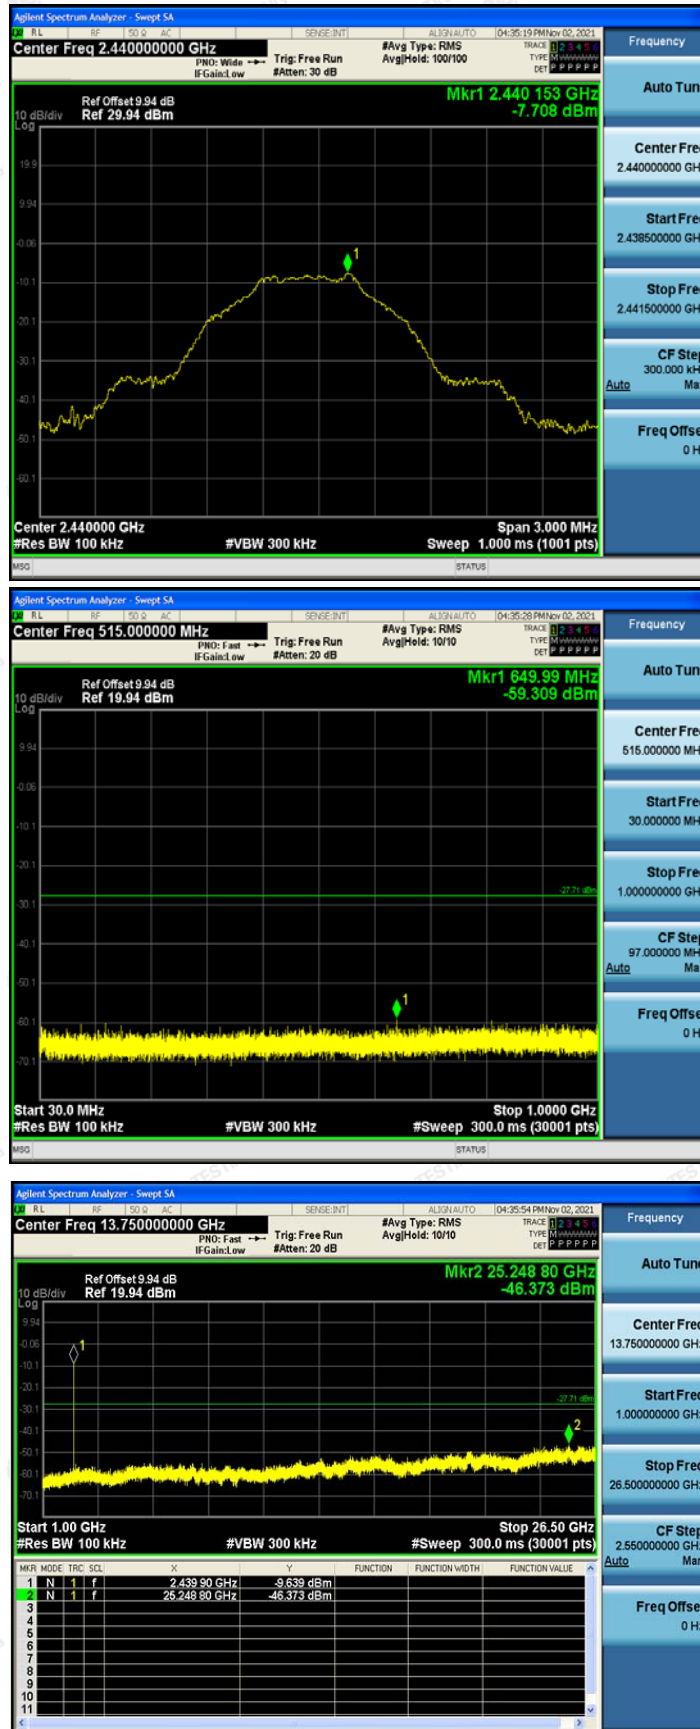 Agilent Spectrum Analyzer - Swept SA
RL RF 50 Ω AC SENSE:INT ALIGNAUTO 04:35:19 PM Nov 02, 2021
Center Freq 2.440000000 GHz #Avg Type: RMS TRACE 1 2 3 4 5 6
PNO: Wide Trig: Free Run Avg|Hold: 100/100 TYPE M
IFGain:Low #Atten: 30 dB DET P P P P P P
Frequency
Auto Tun
Mkr1 2.440 153 GHz
Ref Offset 9.94 dB
-7.708 dBm
10 dB/div Ref 29.94 dBm
Log
19.9
9.94
-0.06
-10.1
-20.1
-30.1
-40.1
-50.1
-60.1
1
Center Fre
2.440000000 GH
Start Fre
2.438500000 GH
Stop Fre
2.441500000 GH
CF Step
300.000 kH
Auto Ma
Freq Offse
0 H
Center 2.440000 GHz Span 3.000 MHz
#Res BW 100 kHz #VBW 300 kHz Sweep 1.000 ms (1001 pts)
MSG STATUS
Agilent Spectrum Analyzer - Swept SA
RL RF 50 Ω AC SENSE:INT ALIGNAUTO 04:35:28 PM Nov 02, 2021
Center Freq 515.000000 MHz #Avg Type: RMS TRACE 1 2 3 4 5 6
PNO: Fast Trig: Free Run Avg|Hold: 10/10 TYPE M
IFGain:Low #Atten: 20 dB DET P P P P P P
Frequency
Auto Tun
Mkr1 649.99 MHz
Ref Offset 9.94 dB
-59.309 dBm
10 dB/div Ref 19.94 dBm
Log
9.94
-0.06
-10.1
-20.1
-30.1
-40.1
-50.1
-60.1
-70.1
-27.71 dBm
1
Center Fre
515.000000 MH
Start Fre
30.000000 MH
Stop Fre
1.000000000 GH
CF Step
97.000000 MH
Auto Ma
Freq Offse
0 H
Start 30.0 MHz Stop 1.0000 GHz
#Res BW 100 kHz #VBW 300 kHz #Sweep 300.0 ms (30001 pts)
MSG STATUS
Agilent Spectrum Analyzer - Swept SA
RL RF 50 Ω AC SENSE:INT ALIGNAUTO 04:35:54 PM Nov 02, 2021
Center Freq 13.750000000 GHz #Avg Type: RMS TRACE 1 2 3 4 5 6
PNO: Fast Trig: Free Run Avg|Hold: 10/10 TYPE M
IFGain:Low #Atten: 20 dB DET P P P P P P
Frequency
Auto Tune
Mkr2 25.248 80 GHz
Ref Offset 9.94 dB
-46.373 dBm
10 dB/div Ref 19.94 dBm
Log
9.94
-0.06
-10.1
-20.1
-30.1
-40.1
-50.1
-60.1
-70.1
1
-27.71 dBm
2
Center Freq
13.750000000 GH
Start Freq
1.000000000 GH
Stop Freq
26.500000000 GH
CF Step
2.550000000 GH
Auto Man
Freq Offse
0 H
Start 1.00 GHz Stop 26.50 GHz
#Res BW 100 kHz #VBW 300 kHz #Sweep 300.0 ms (30001 pts)
MKR MODE TRC SCL X Y FUNCTION FUNCTION WIDTH FUNCTION VALUE
1 N 1 f 2.439 90 GHz -9.639 dBm
2 N 1 f 25.248 80 GHz -46.373 dBm
3
4
5
6
7
8
9
10
11